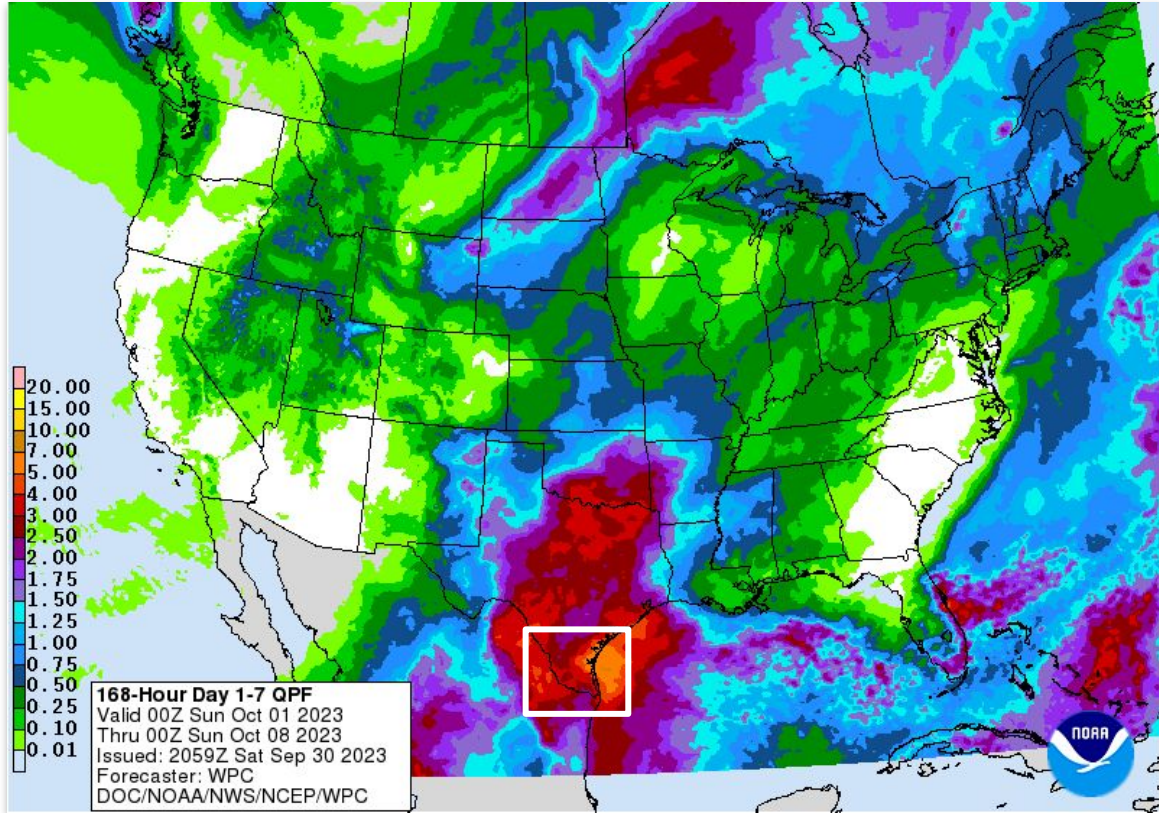 20.00
15.00
10.00
7.00
5.00
4.00
3.00
2.50
2.00
1.75
1.50
1.25
1.00
0.75
0.50
0.25
0.10
0.01
168-Hour Day 1-7 QPF
Valid 00Z Sun Oct 01 2023
Thru 00Z Sun Oct 08 2023
Issued: 2059Z Sat Sep 30 2023
Forecaster: WPC
DOC/NOAA/NWS/NCEP/WPC
NOAA